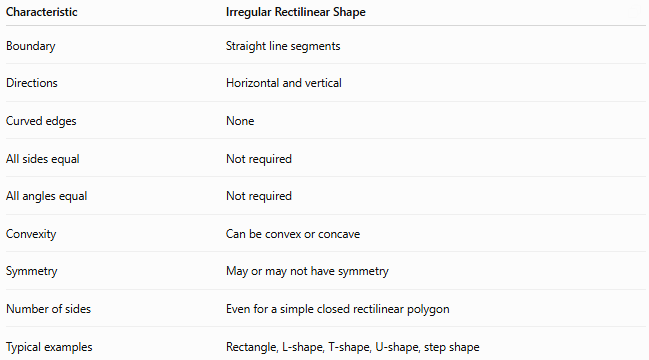 Characteristic Irregular Rectilinear Shape
Boundary Straight line segments
Directions Horizontal and vertical
Curved edges None
All sides equal Not required
All angles equal Not required
Convexity Can be convex or concave
Symmetry May or may not have symmetry
Number of sides Even for a simple closed rectilinear polygon
Typical examples Rectangle, L-shape, T-shape, U-shape, step shape